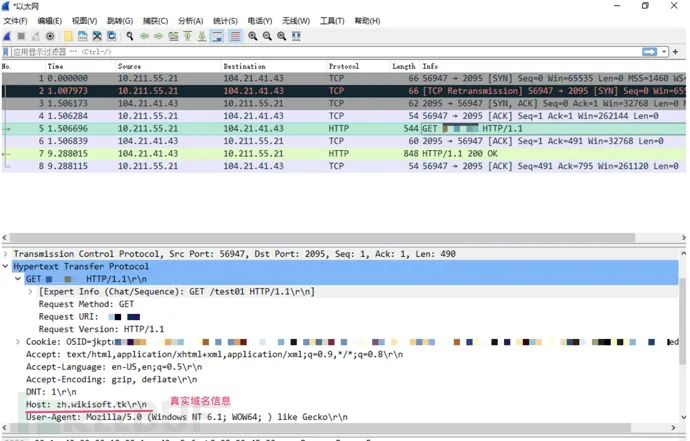 *以太网
文件(F) 编辑(E) 视图(V) 跳转(G) 捕获(C) 分析(A) 统计(S) 电话(Y) 无线(W) 工具(T) 帮助(H)
应用显示过滤器 … <Ctrl-/>
No. Time Source Destination Protocol Length Info
1 0.000000 10.211.55.21 104.21.41.43 TCP 66 56947 → 2095 [SYN] Seq=0 Win=65535 Len=0 MSS=1460 WS=
2 1.007973 10.211.55.21 104.21.41.43 TCP 66 [TCP Retransmission] 56947 → 2095 [SYN] Seq=0 Win=655
3 1.506173 104.21.41.43 10.211.55.21 TCP 62 2095 → 56947 [SYN, ACK] Seq=0 Ack=1 Win=32768 Len=0 M
4 1.506284 10.211.55.21 104.21.41.43 TCP 54 56947 → 2095 [ACK] Seq=1 Ack=1 Win=262144 Len=0
5 1.506696 10.211.55.21 104.21.41.43 HTTP 544 GET HTTP/1.1
6 1.506839 104.21.41.43 10.211.55.21 TCP 60 2095 → 56947 [ACK] Seq=1 Ack=491 Win=32768 Len=0
7 9.288015 104.21.41.43 10.211.55.21 HTTP 848 HTTP/1.1 200 OK
8 9.288115 10.211.55.21 104.21.41.43 TCP 54 56947 → 2095 [ACK] Seq=491 Ack=795 Win=261120 Len=0
Transmission Control Protocol, Src Port: 56947, Dst Port: 2095, Seq: 1, Ack: 1, Len: 490
Hypertext Transfer Protocol
GET HTTP/1.1\r\n
[Expert Info (Chat/Sequence): GET /test01 HTTP/1.1\r\n]
Request Method: GET
Request URI:
Request Version: HTTP/1.1
Cookie: OSID=jkptu ed
Accept: text/html,application/xhtml+xml,application/xml;q=0.9,*/*;q=0.8\r\n
Accept-Language: en-US,en;q=0.5\r\n
Accept-Encoding: gzip, deflate\r\n
DNT: 1\r\n
Host: zh.wikisoft.tk\r\n 真实域名信息
User-Agent: Mozilla/5.0 (Windows NT 6.1; WOW64; ) like Gecko\r\n